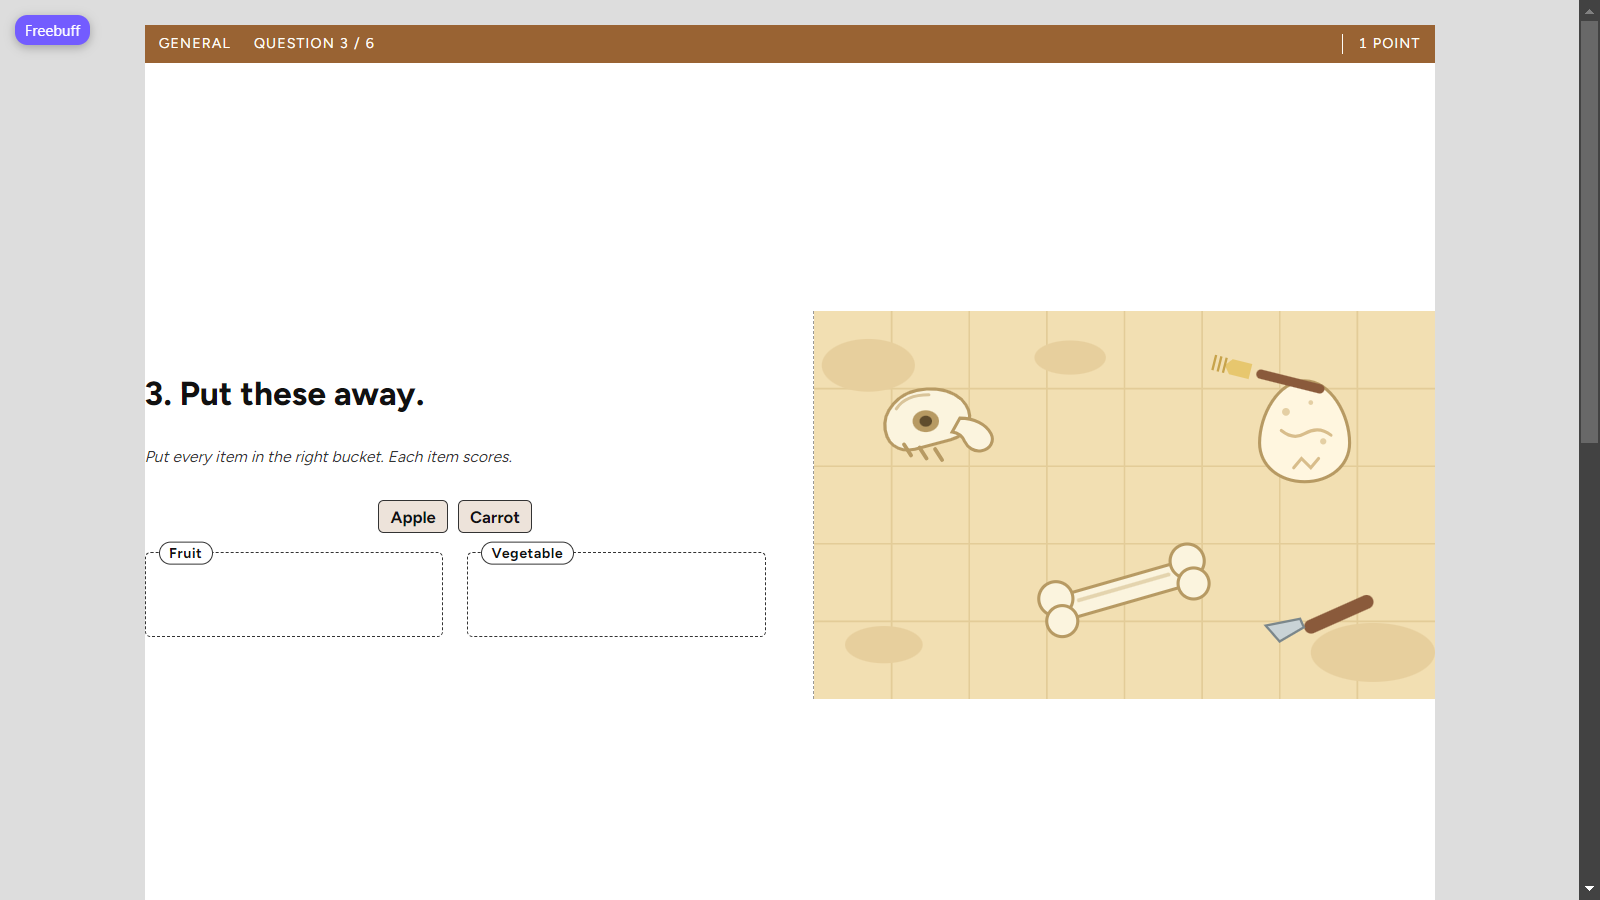 Freebuff
GENERAL QUESTION 3 / 6 1 POINT
3. Put these away.
Put every item in the right bucket. Each item scores.
Apple Carrot
Fruit Vegetable